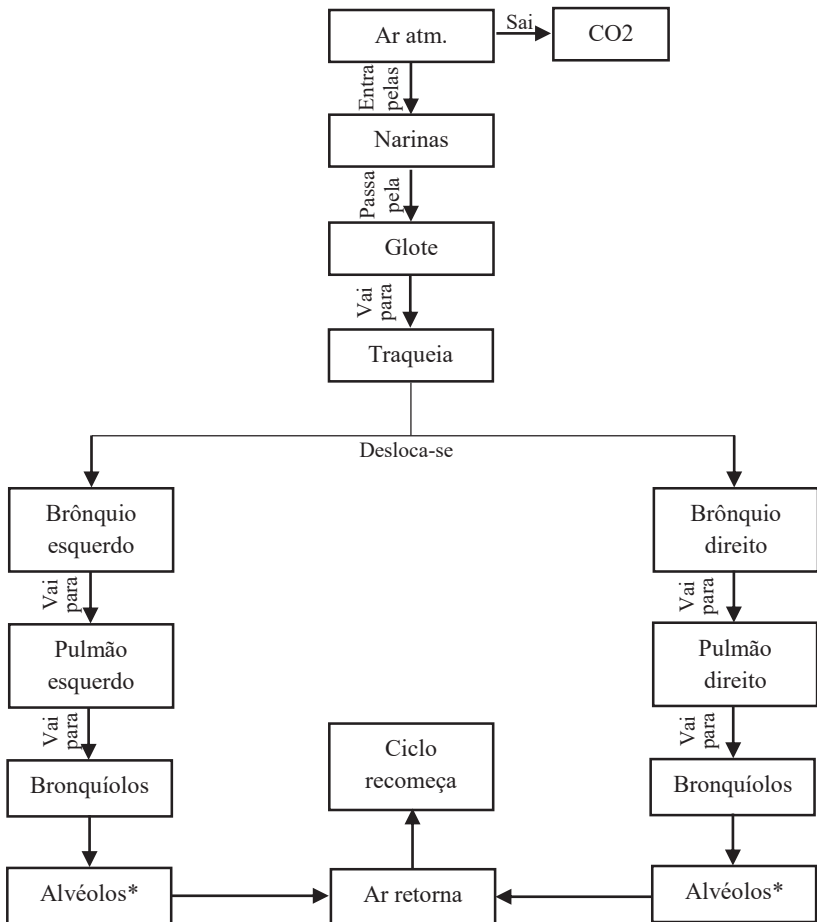 Ar atm.
Sai
CO2
Entra
pelas
Narinas
Passa
pela
Glote
Vai
para
Traqueia
Desloca-se
Brônquio
esquerdo
Vai
para
Pulmão
esquerdo
Vai
para
Bronquíolos
Alvéolos*
Brônquio
direito
Vai
para
Pulmão
direito
Vai
para
Bronquíolos
Alvéolos*
Ar retorna
Ciclo
recomeça